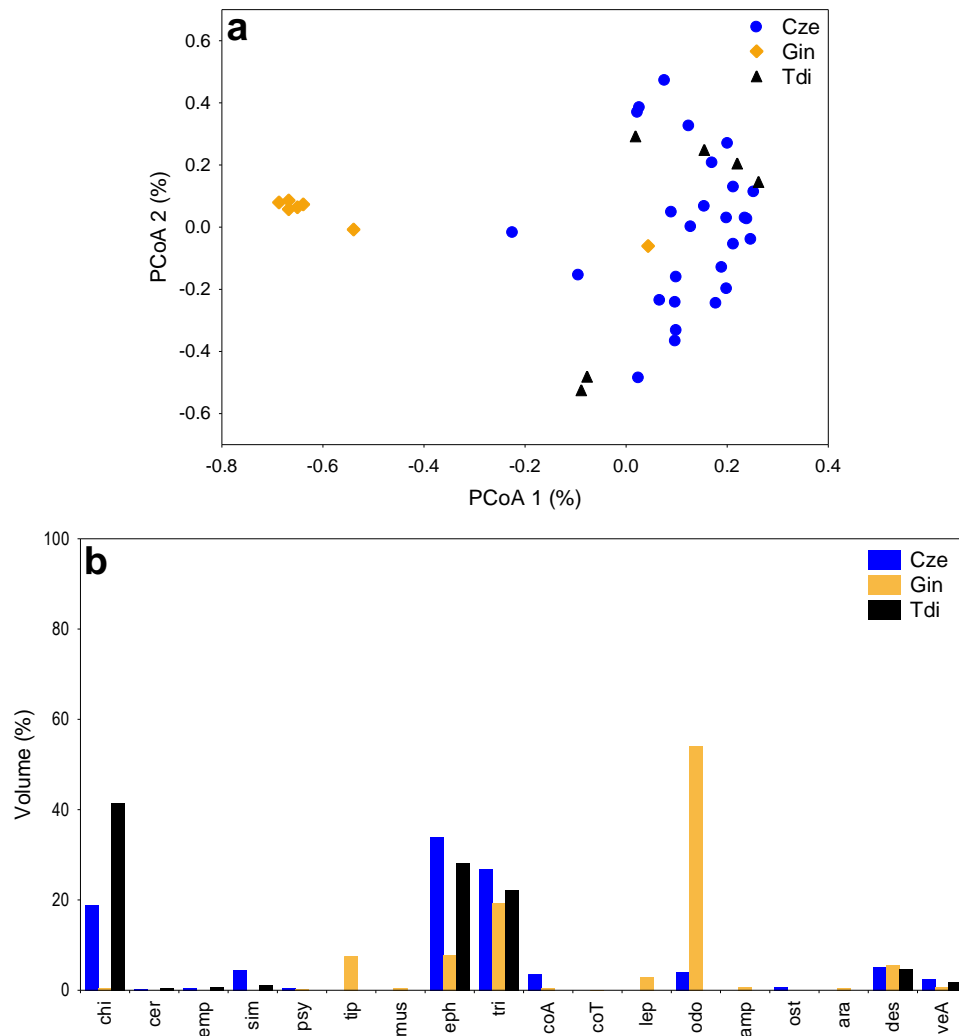 a
Cze
Gin
Tdi
0.6
0.4
0.2
0.0
-0.2
-0.4
-0.6
PCoA 2 (%)
-0.8
-0.6
-0.4
-0.2
0.0
0.2
0.4
PCoA 1 (%)
b
Cze
Gin
Tdi
100
80
60
40
20
0
Volume (%)
chi
cer
emp
sim
psy
tip
mus
eph
tri
coA
coT
lep
odo
amp
ost
ara
des
veA